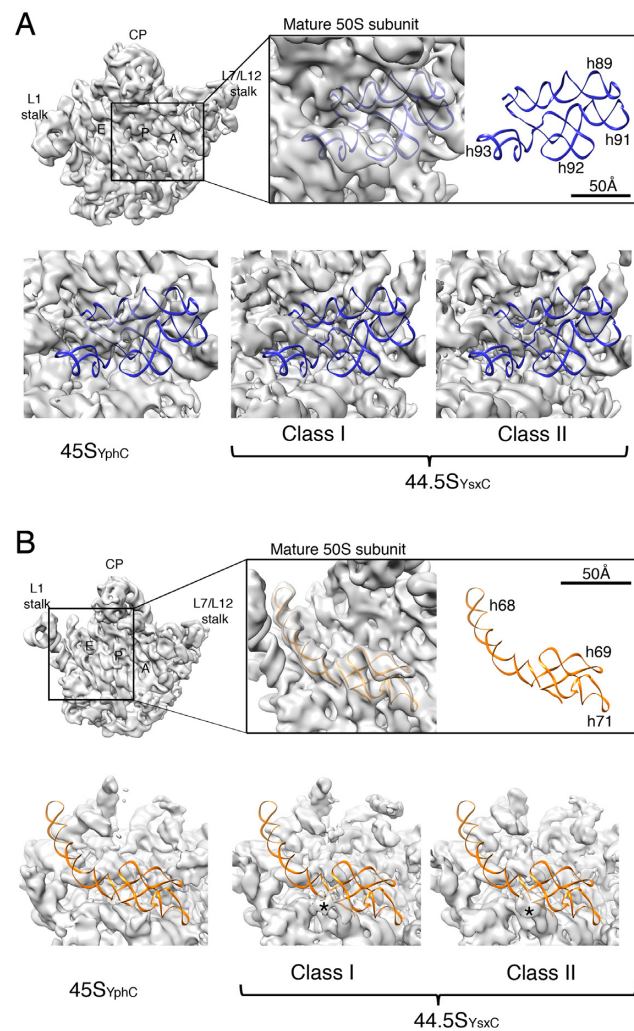 A
CP
Mature 50S subunit
L1
stalk
L7/L12
stalk
E
P
A
h89
h91
h93
h92
50Å
45SYphC
Class I
Class II
44.5SYsxC
B
CP
Mature 50S subunit
L1
stalk
L7/L12
stalk
E
P
A
50Å
h68
h69
h71
*
*
45SYphC
Class I
Class II
44.5SYsxC